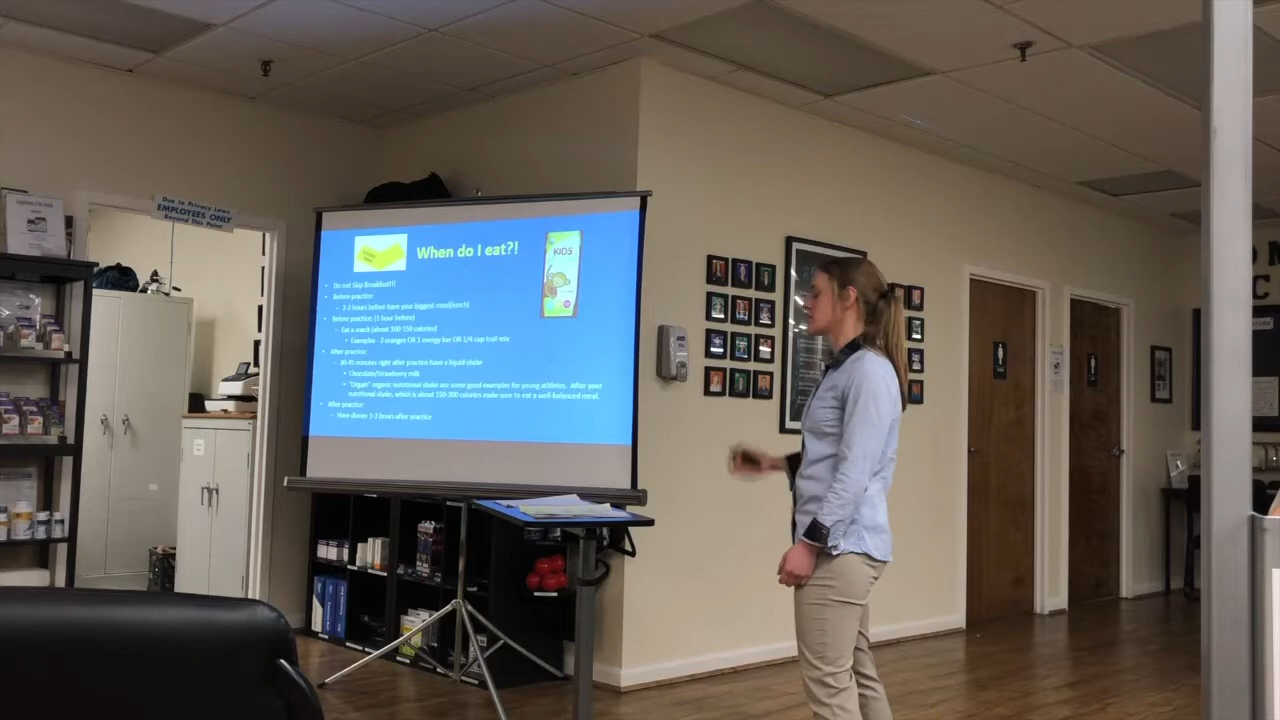 Due to Privacy Laws
EMPLOYEES ONLY
Beyond This Point
When do I eat?!
KIDS
• Do not Skip Breakfast!!!
• Before practice:
– 2-3 hours before have your biggest meal(lunch)
• Before practice: (1 hour before)
– Eat a snack (about 100-150 calories)
• Examples: 2 oranges OR 1 energy bar OR 1/4 cup trail mix
• After practice:
– 30-45 minutes right after practice have a liquid shake
• Chocolate/Strawberry milk
• "Orgain" organic nutritional shake are some good examples for young athletes. After your
nutritional shake, which is about 150-300 calories make sure to eat a well-balanced meal.
• After practice:
– Have dinner 1-2 hours after practice